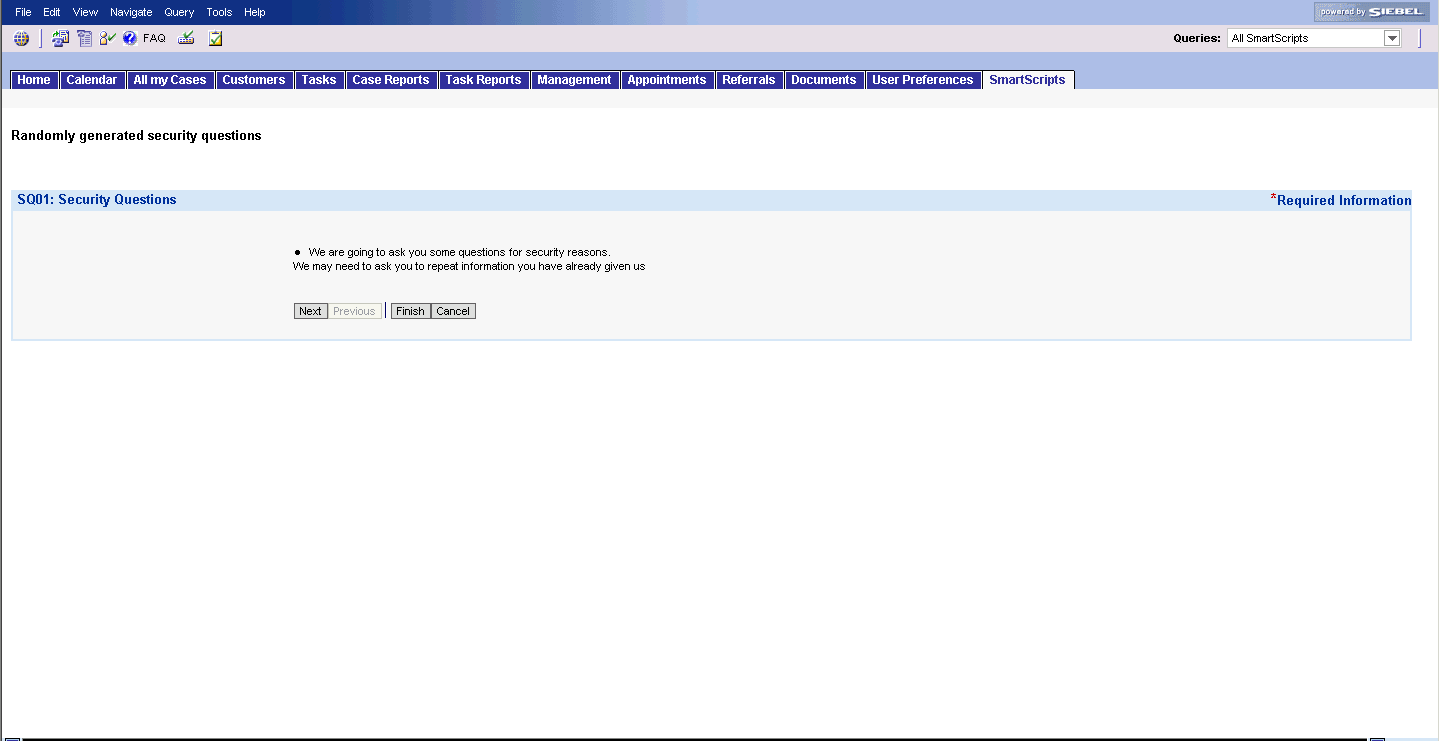 File Edit View Navigate Query Tools Help
powered by SIEBEL
FAQ
Queries: All SmartScripts
Home Calendar All my Cases Customers Tasks Case Reports Task Reports Management Appointments Referrals Documents User Preferences SmartScripts
Randomly generated security questions
SQ01: Security Questions
*Required Information
● We are going to ask you some questions for security reasons.
We may need to ask you to repeat information you have already given us
Next Previous Finish Cancel